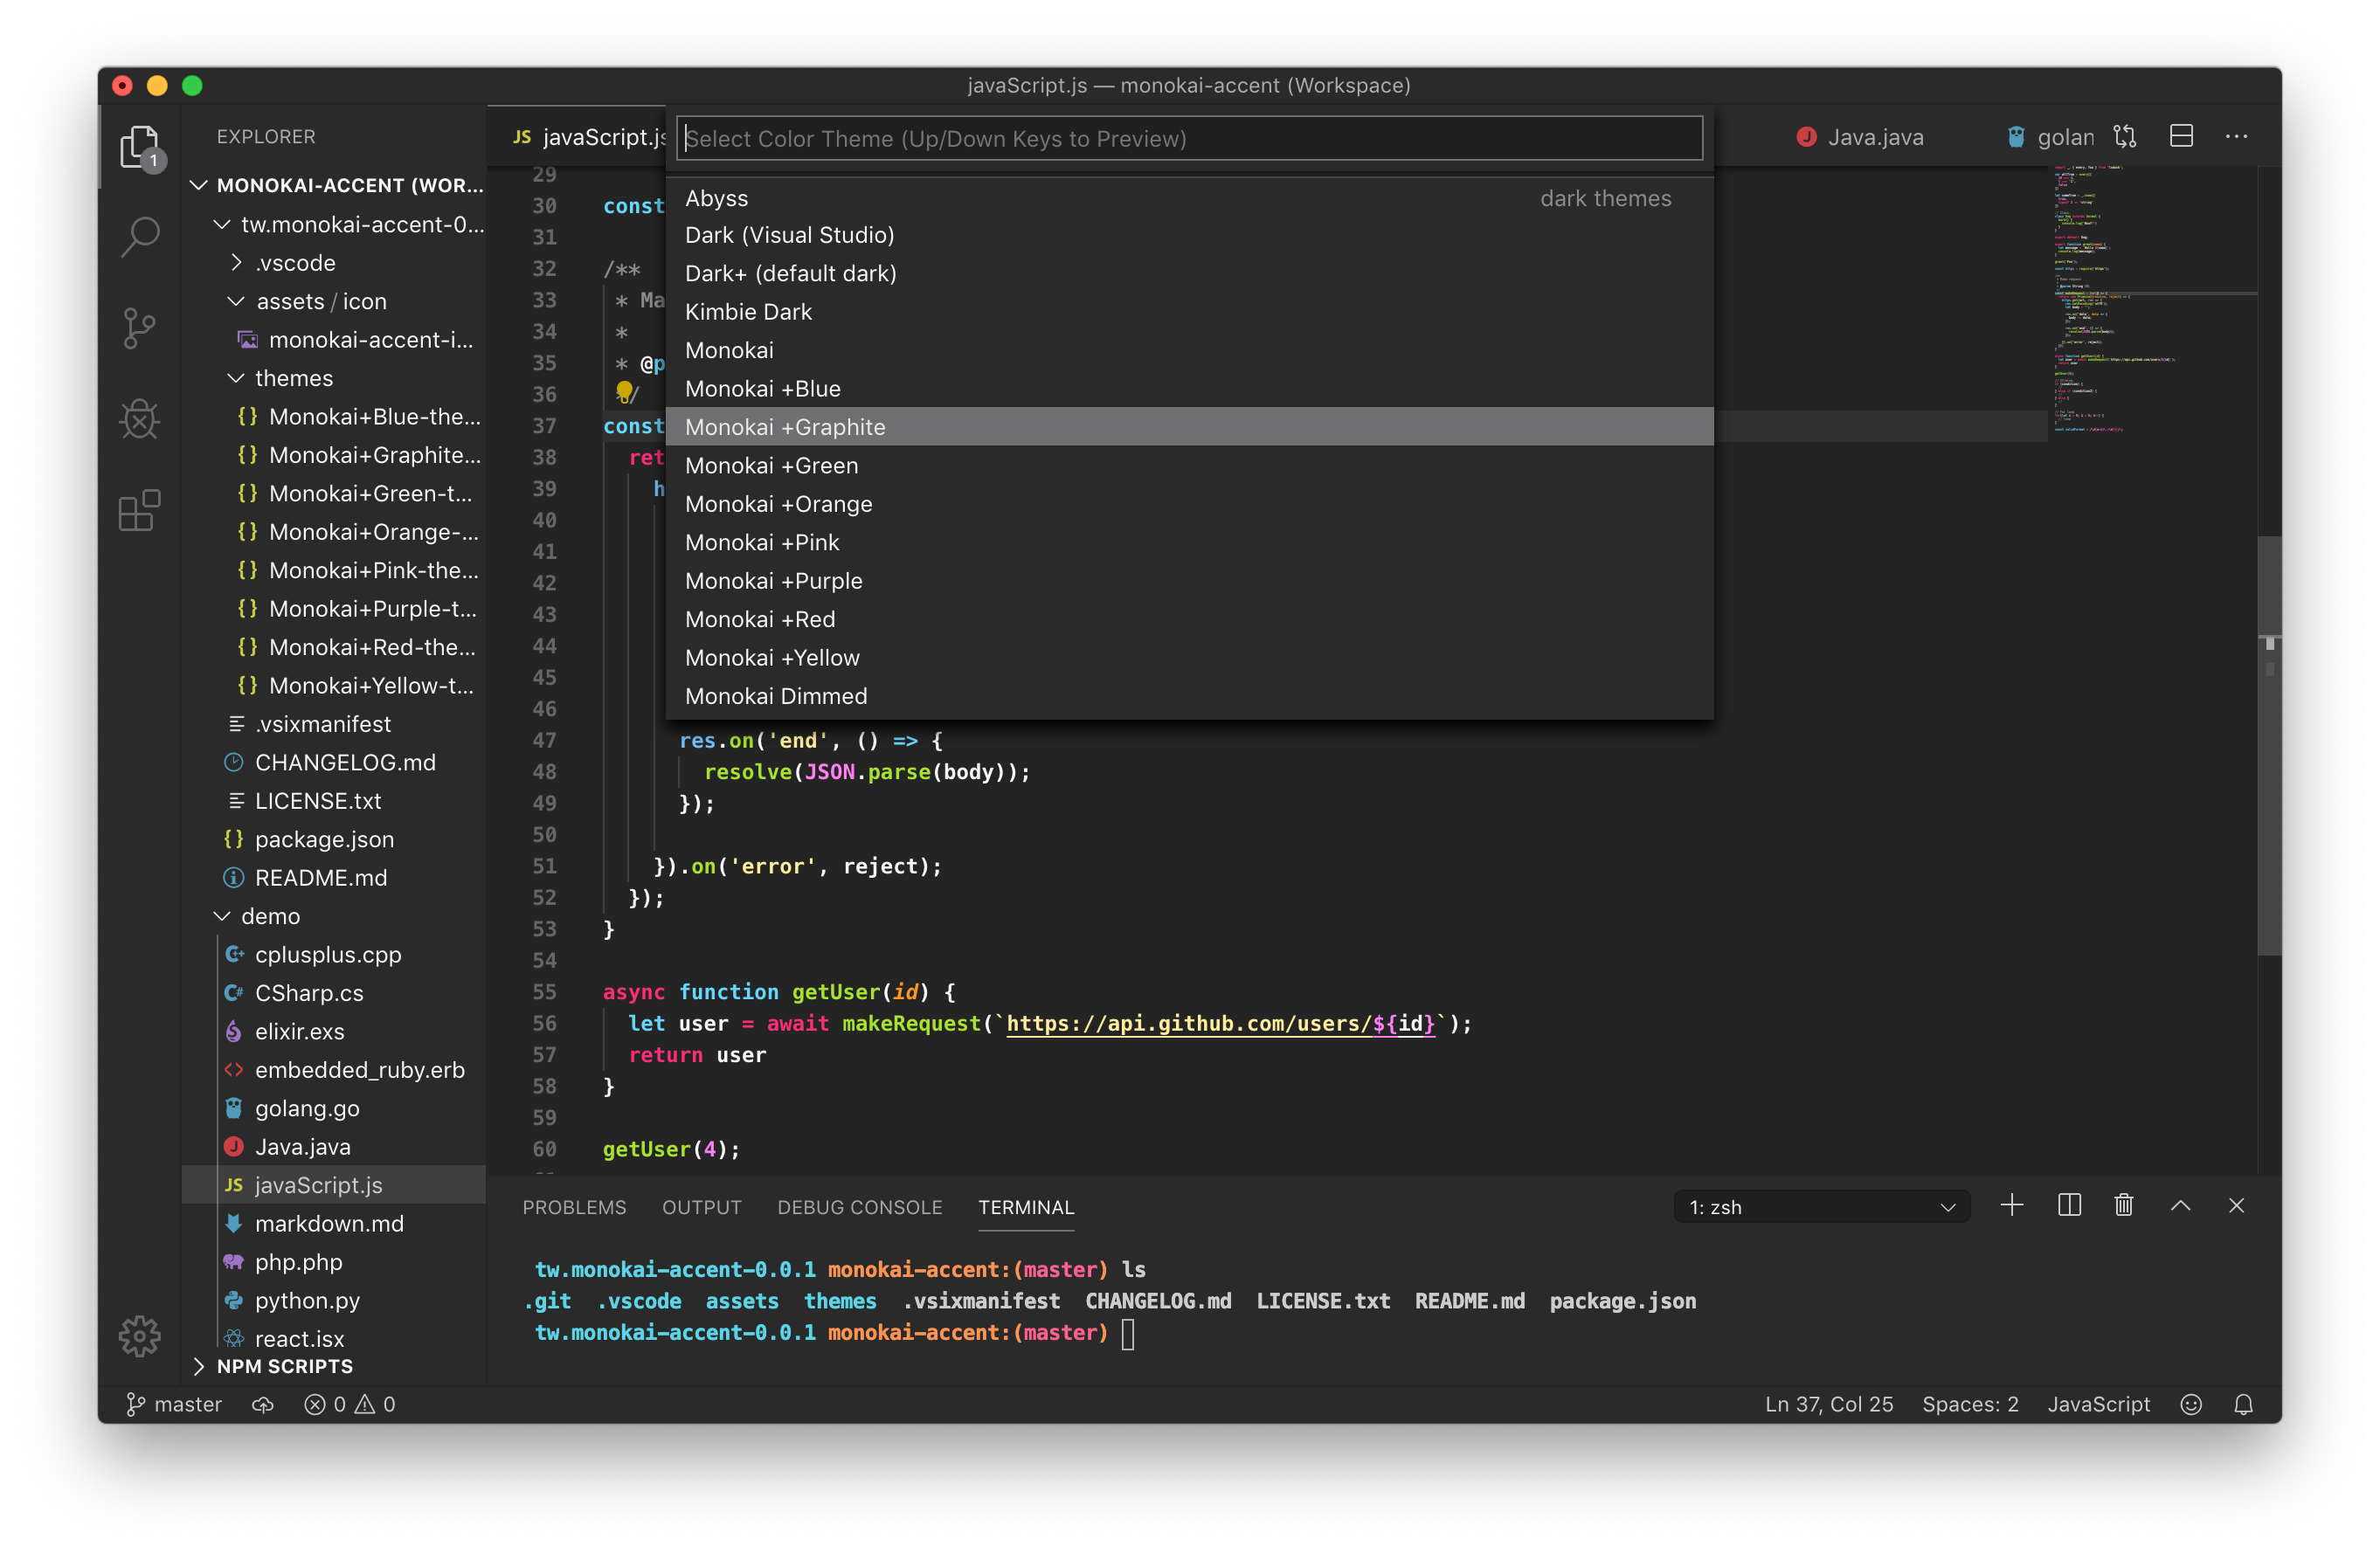 javaScript.js — monokai-accent (Workspace)
EXPLORER
1
MONOKAI-ACCENT (WOR...
tw.monokai-accent-0...
.vscode
assets / icon
monokai-accent-i...
themes
{} Monokai+Blue-the...
{} Monokai+Graphite...
{} Monokai+Green-t...
{} Monokai+Orange-...
{} Monokai+Pink-the...
{} Monokai+Purple-t...
{} Monokai+Red-the...
{} Monokai+Yellow-t...
.vsixmanifest
CHANGELOG.md
LICENSE.txt
{} package.json
README.md
demo
cplusplus.cpp
CSharp.cs
elixir.exs
embedded_ruby.erb
golang.go
J Java.java
JS javaScript.js
markdown.md
php.php
python.py
react.jsx
NPM SCRIPTS
JS javaScript.js
J Java.java
golan
Select Color Theme (Up/Down Keys to Preview)
Abyss dark themes
Dark (Visual Studio)
Dark+ (default dark)
Kimbie Dark
Monokai
Monokai +Blue
Monokai +Graphite
Monokai +Green
Monokai +Orange
Monokai +Pink
Monokai +Purple
Monokai +Red
Monokai +Yellow
Monokai Dimmed
29
30 const
31
32 /**
33 * Ma
34 *
35 * @p
36 */
37 const
38 ret
39 h
40
41
42
43
44
45
46
47 res.on('end', () => {
48 resolve(JSON.parse(body));
49 });
50
51 }).on('error', reject);
52 });
53 }
54
55 async function getUser(id) {
56 let user = await makeRequest(`https://api.github.com/users/${id}`);
57 return user
58 }
59
60 getUser(4);
PROBLEMS OUTPUT DEBUG CONSOLE TERMINAL 1: zsh
tw.monokai-accent-0.0.1 monokai-accent:(master) ls
.git .vscode assets themes .vsixmanifest CHANGELOG.md LICENSE.txt README.md package.json
tw.monokai-accent-0.0.1 monokai-accent:(master)
master 0 0 Ln 37, Col 25 Spaces: 2 JavaScript